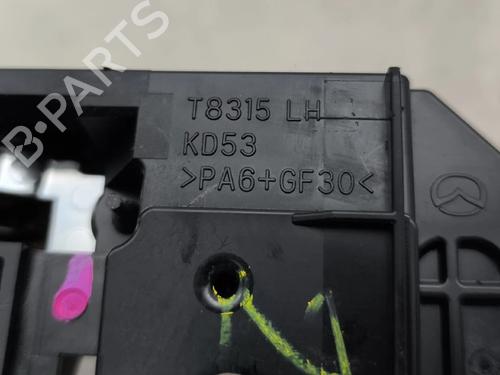 B-PARTS
T8315 LH
KD53
>PA6+GF30<